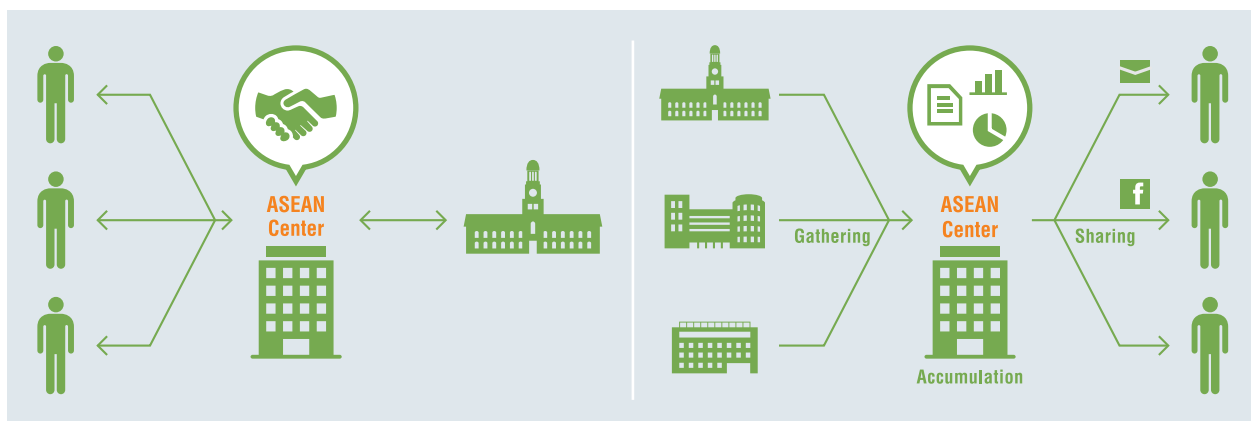 ASEAN
Center
Gathering
ASEAN
Center
Accumulation
Sharing
f